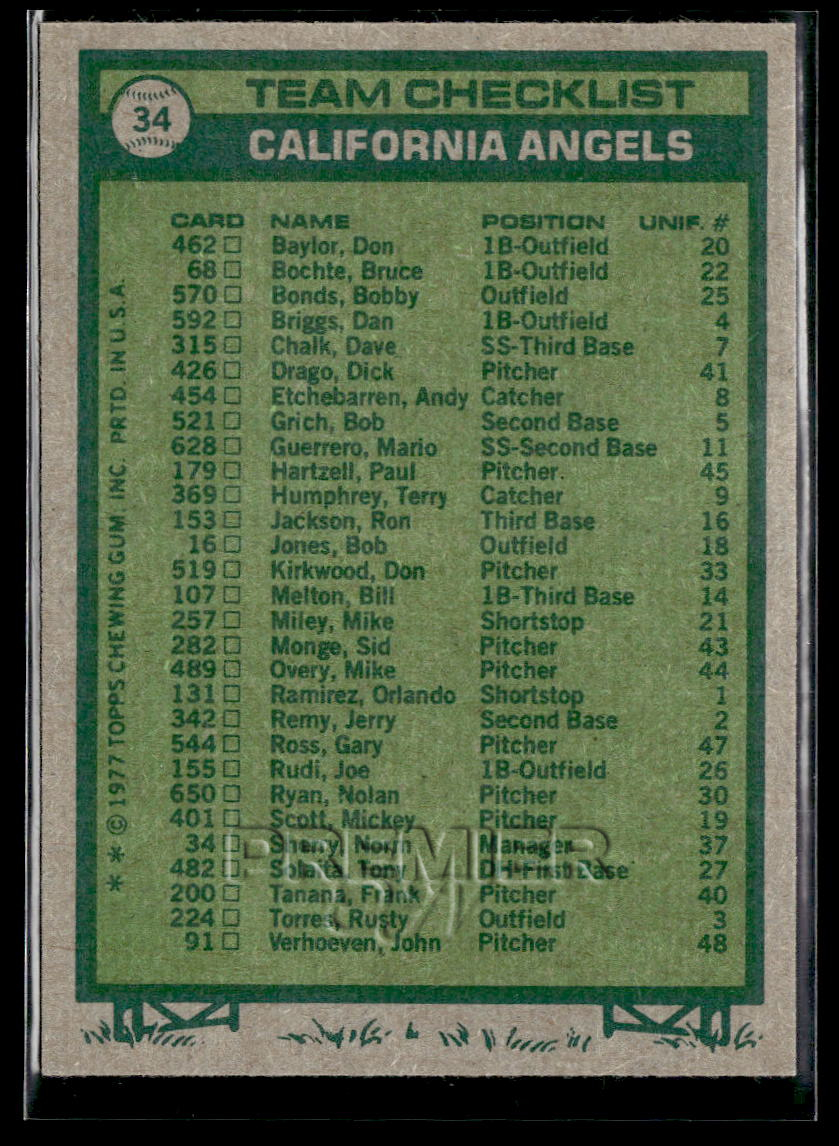 34
TEAM CHECKLIST
CALIFORNIA ANGELS
CARD NAME POSITION UNIF. #
462 □ Baylor, Don 1B-Outfield 20
68 □ Bochte, Bruce 1B-Outfield 22
570 □ Bonds, Bobby Outfield 25
592 □ Briggs, Dan 1B-Outfield 4
315 □ Chalk, Dave SS-Third Base 7
426 □ Drago, Dick Pitcher 41
454 □ Etchebarren, Andy Catcher 8
521 □ Grich, Bob Second Base 5
628 □ Guerrero, Mario SS-Second Base 11
179 □ Hartzell, Paul Pitcher. 45
369 □ Humphrey, Terry Catcher 9
153 □ Jackson, Ron Third Base 16
16 □ Jones, Bob Outfield 18
519 □ Kirkwood, Don Pitcher 33
107 □ Melton, Bill 1B-Third Base 14
257 □ Miley, Mike Shortstop 21
282 □ Monge, Sid Pitcher 43
489 □ Overy, Mike Pitcher 44
131 □ Ramirez, Orlando Shortstop 1
342 □ Remy, Jerry Second Base 2
544 □ Ross, Gary Pitcher 47
155 □ Rudi, Joe 1B-Outfield 26
650 □ Ryan, Nolan Pitcher 30
401 □ Scott, Mickey Pitcher 19
34 □ Sherry, Norm Manager 37
482 □ Solaita, Tony DH-First Base 27
200 □ Tanana, Frank Pitcher 40
224 □ Torres, Rusty Outfield 3
91 □ Verhoeven, John Pitcher 48
* * © 1977 TOPPS CHEWING GUM, INC. PRTD. IN U.S.A.
PREMIER